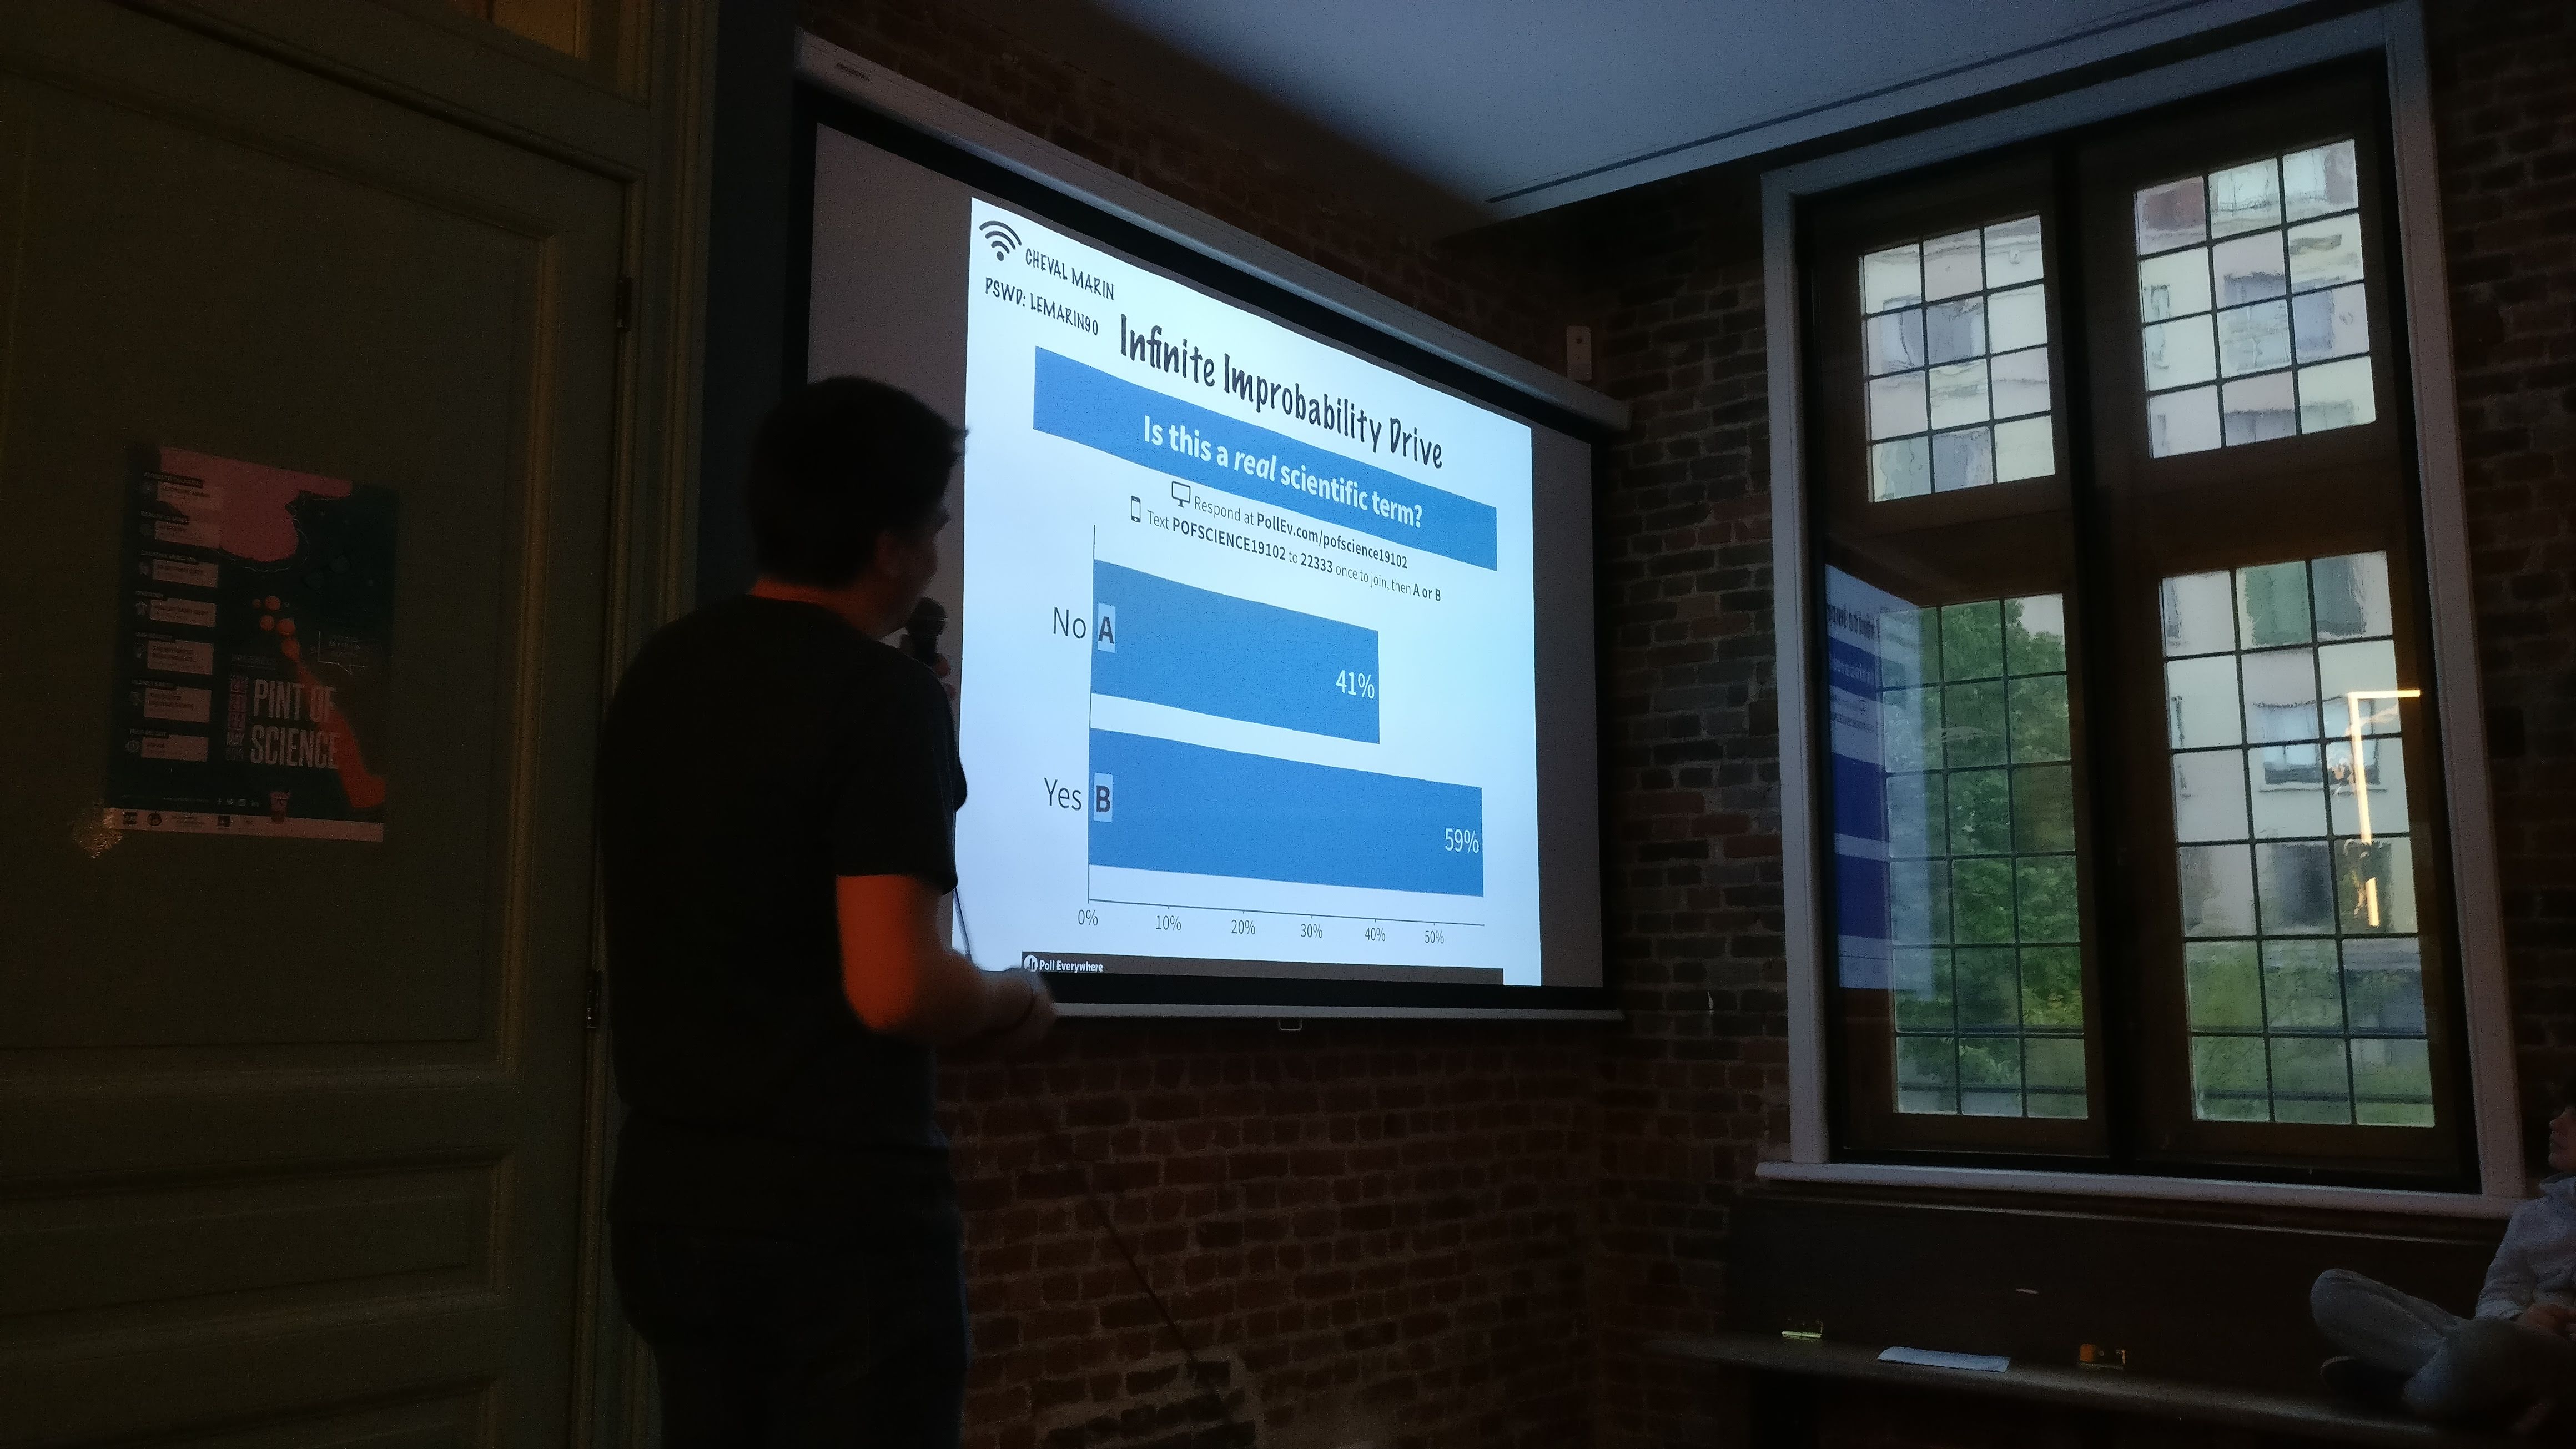 CHEVAL MARIN
PSWD: LEMARIN90
Infinite Improbability Drive
Is this a real scientific term?
Respond at PollEv.com/pofscience19102
Text POFSCIENCE19102 to 22333 once to join, then A or B
No A
41%
Yes B
59%
0% 10% 20% 30% 40% 50%
Poll Everywhere
MAY
PINT OF
SCIENCE